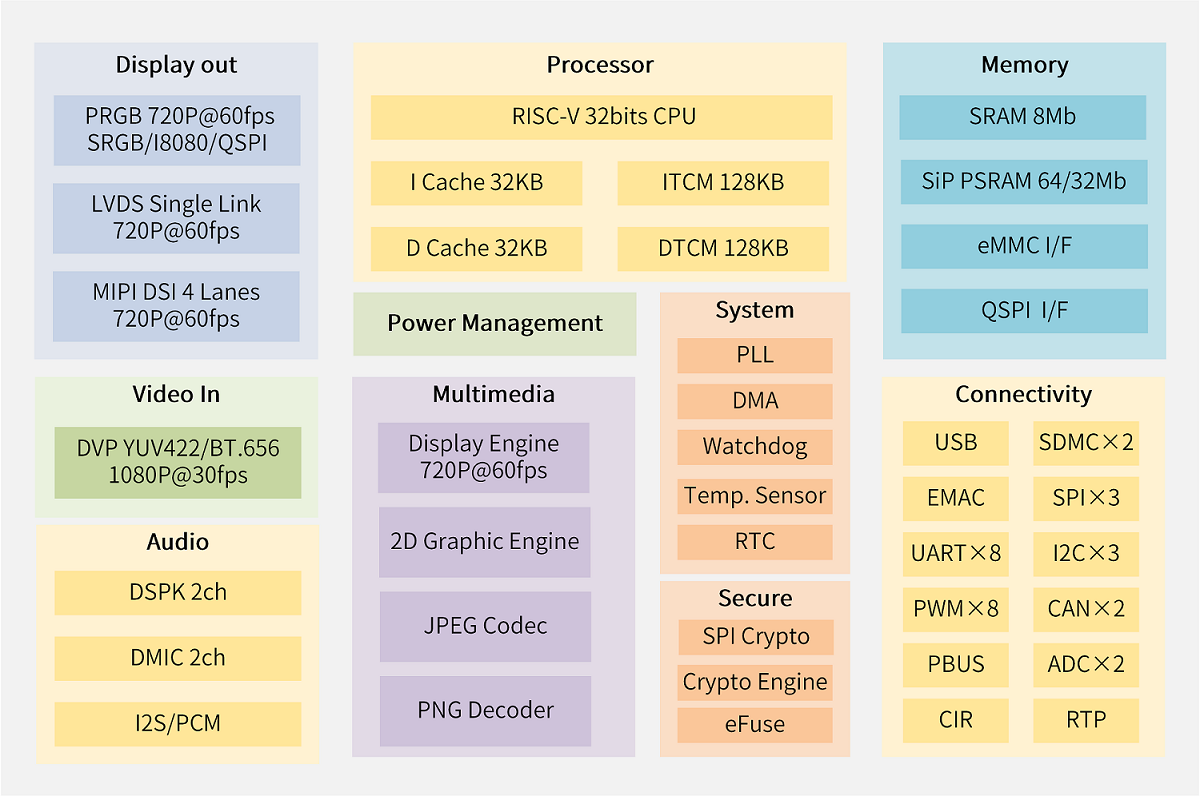 Display out
PRGB 720P@60fps
SRGB/I8080/QSPI
LVDS Single Link
720P@60fps
MIPI DSI 4 Lanes
720P@60fps
Video In
DVP YUV422/BT.656
1080P@30fps
Audio
DSPK 2ch
DMIC 2ch
I2S/PCM
Processor
RISC-V 32bits CPU
I Cache 32KB
ITCM 128KB
D Cache 32KB
DTCM 128KB
Power Management
Multimedia
Display Engine
720P@60fps
2D Graphic Engine
JPEG Codec
PNG Decoder
System
PLL
DMA
Watchdog
Temp. Sensor
RTC
Secure
SPI Crypto
Crypto Engine
eFuse
Memory
SRAM 8Mb
SiP PSRAM 64/32Mb
eMMC I/F
QSPI I/F
Connectivity
USB
SDMC×2
EMAC
SPI×3
UART×8
I2C×3
PWM×8
CAN×2
PBUS
ADC×2
CIR
RTP